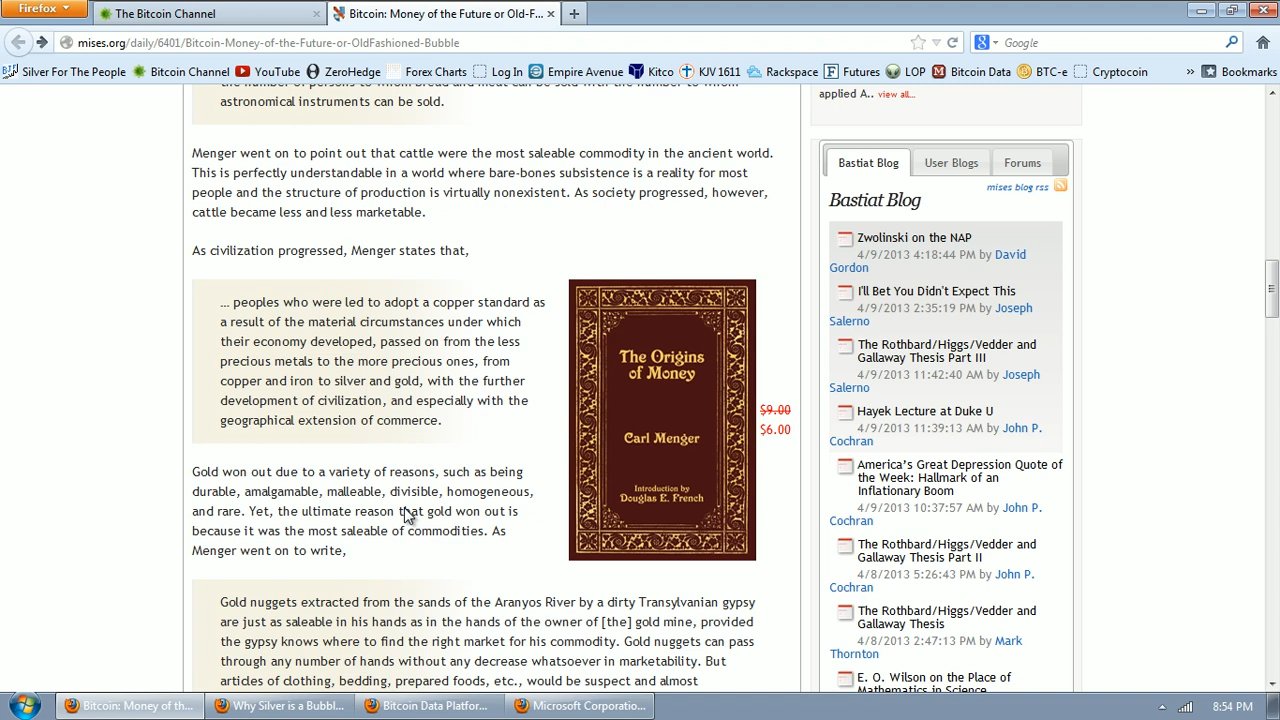 Firefox
The Bitcoin Channel
Bitcoin: Money of the Future or Old-F...
mises.org/daily/6401/Bitcoin-Money-of-the-Future-or-OldFashioned-Bubble
Google
Silver For The People
Bitcoin Channel
YouTube
ZeroHedge
Forex Charts
Log In
Empire Avenue
Kitco
KJV 1611
Rackspace
Futures
LOP
Bitcoin Data
BTC-e
Cryptocoin
»
Bookmarks
the number of persons to whom bread and meat can be sold with the number to whom
astronomical instruments can be sold.
Menger went on to point out that cattle were the most saleable commodity in the ancient world.
This is perfectly understandable in a world where bare-bones subsistence is a reality for most
people and the structure of production is virtually nonexistent. As society progressed, however,
cattle became less and less marketable.
As civilization progressed, Menger states that,
… peoples who were led to adopt a copper standard as
a result of the material circumstances under which
their economy developed, passed on from the less
precious metals to the more precious ones, from
copper and iron to silver and gold, with the further
development of civilization, and especially with the
geographical extension of commerce.
The Origins
of Money
Carl Menger
Introduction by
Douglas E. French
$9.00
$6.00
Gold won out due to a variety of reasons, such as being
durable, amalgamable, malleable, divisible, homogeneous,
and rare. Yet, the ultimate reason that gold won out is
because it was the most saleable of commodities. As
Menger went on to write,
Gold nuggets extracted from the sands of the Aranyos River by a dirty Transylvanian gypsy
are just as saleable in his hands as in the hands of the owner of [the] gold mine, provided
the gypsy knows where to find the right market for his commodity. Gold nuggets can pass
through any number of hands without any decrease whatsoever in marketability. But
articles of clothing, bedding, prepared foods, etc., would be suspect and almost
applied A.. view all...
Bastiat Blog
User Blogs
Forums
mises blog rss
Bastiat Blog
Zwolinski on the NAP
4/9/2013 4:18:44 PM by David
Gordon
I'll Bet You Didn't Expect This
4/9/2013 2:35:19 PM by Joseph
Salerno
The Rothbard/Higgs/Vedder and
Gallaway Thesis Part III
4/9/2013 11:42:40 AM by Joseph
Salerno
Hayek Lecture at Duke U
4/9/2013 11:39:13 AM by John P.
Cochran
America's Great Depression Quote of
the Week: Hallmark of an
Inflationary Boom
4/9/2013 10:37:57 AM by John P.
Cochran
The Rothbard/Higgs/Vedder and
Gallaway Thesis Part II
4/8/2013 5:26:43 PM by John P.
Cochran
The Rothbard/Higgs/Vedder and
Gallaway Thesis
4/8/2013 2:47:13 PM by Mark
Thornton
E. O. Wilson on the Place of
Mathematics in Science
Bitcoin: Money of th...
Why Silver is a Bubbl...
Bitcoin Data Platfor...
Microsoft Corporatio...
8:54 PM